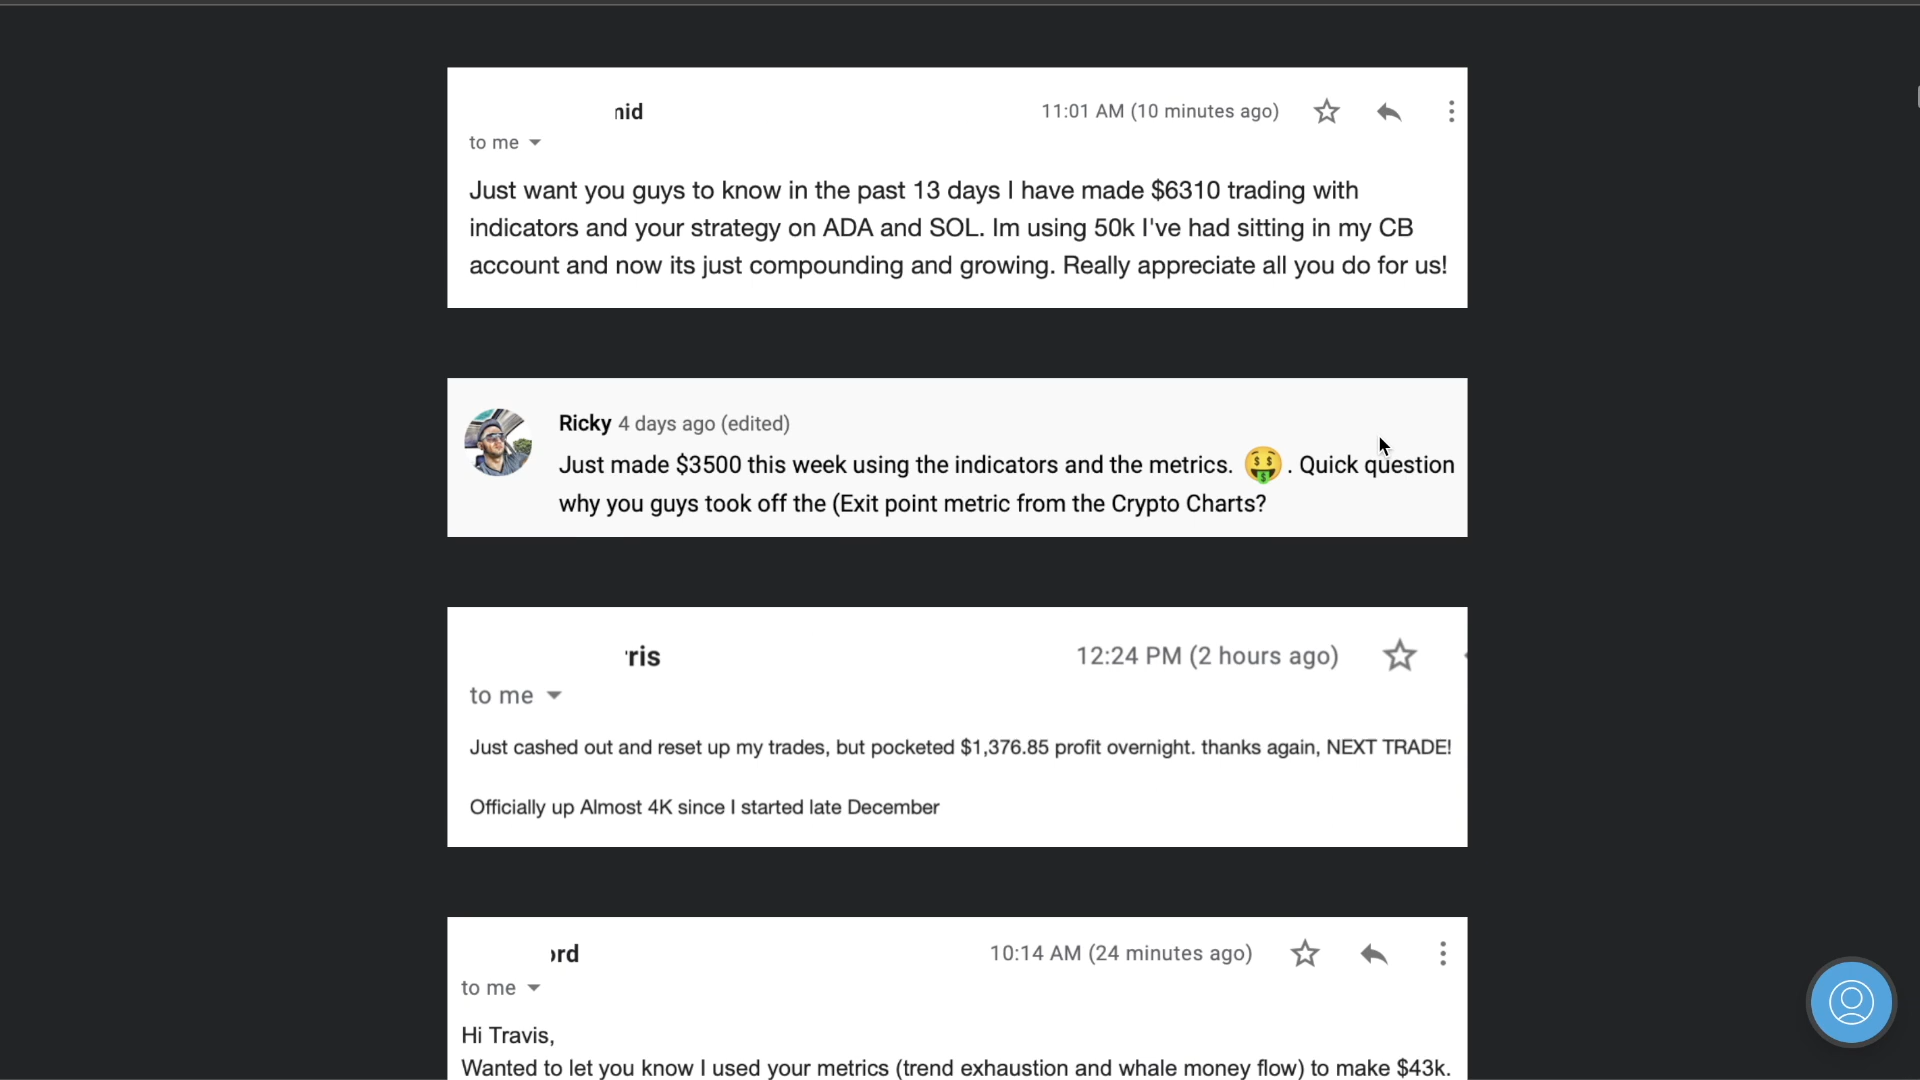 nid
11:01 AM (10 minutes ago)
to me
Just want you guys to know in the past 13 days I have made $6310 trading with
indicators and your strategy on ADA and SOL. Im using 50k I've had sitting in my CB
account and now its just compounding and growing. Really appreciate all you do for us!
Ricky 4 days ago (edited)
Just made $3500 this week using the indicators and the metrics. 🤑. Quick question
why you guys took off the (Exit point metric from the Crypto Charts?
ris
12:24 PM (2 hours ago)
to me
Just cashed out and reset up my trades, but pocketed $1,376.85 profit overnight. thanks again, NEXT TRADE!
Officially up Almost 4K since I started late December
ord
10:14 AM (24 minutes ago)
to me
Hi Travis,
Wanted to let you know I used your metrics (trend exhaustion and whale money flow) to make $43k.